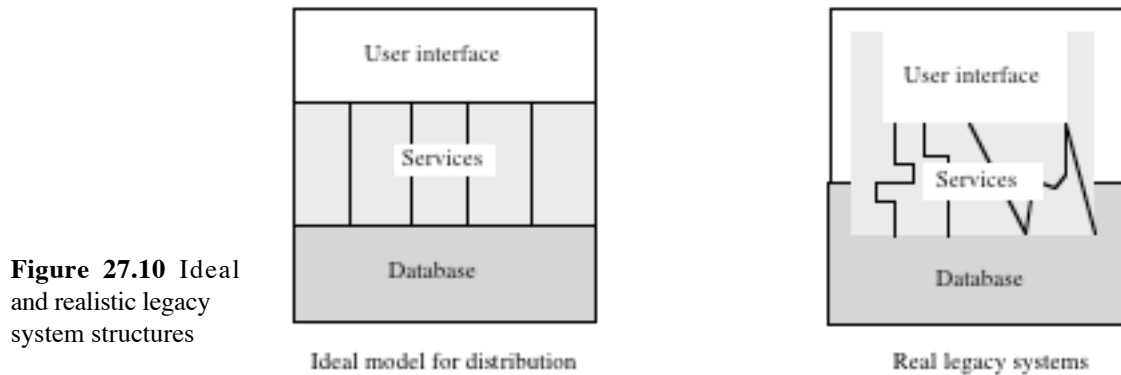 User interface
Services
Database
Ideal model for distribution
User interface
Services
Database
Real legacy systems
Figure 27.10 Ideal
and realistic legacy
system structures